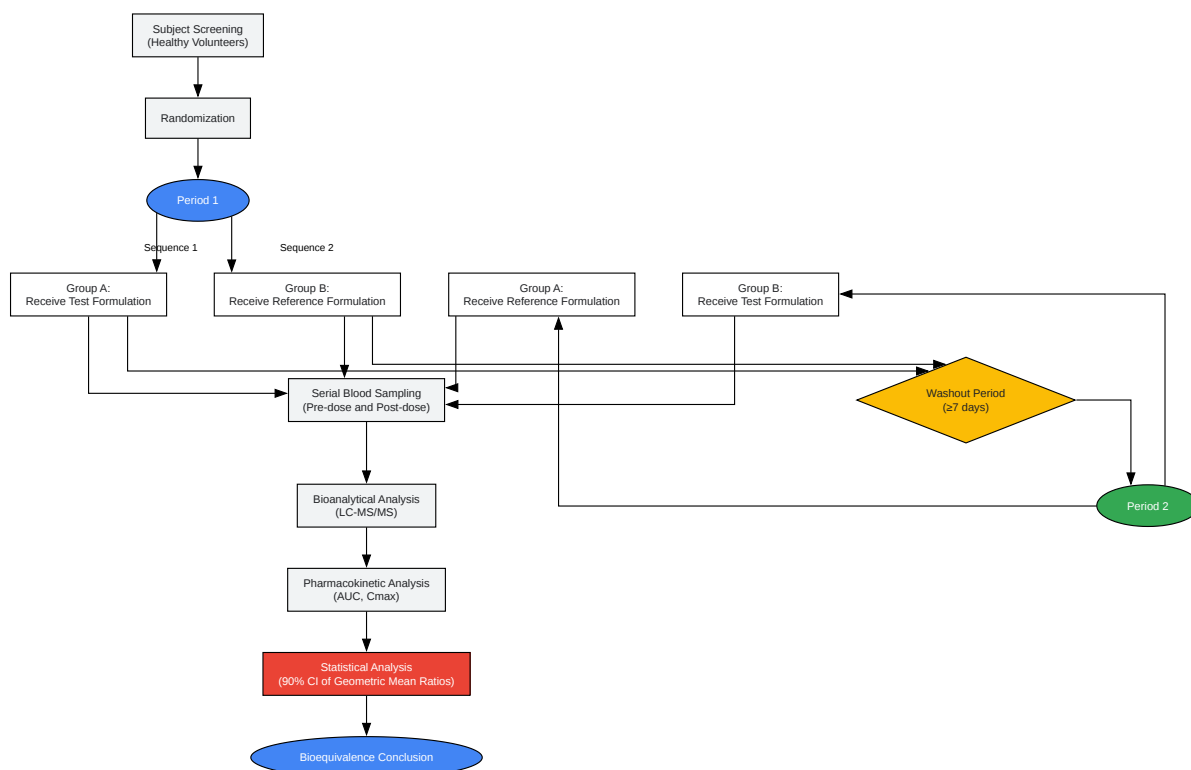 Subject Screening
(Healthy Volunteers)
Randomization
Period 1
Sequence 1
Sequence 2
Group A:
Receive Test Formulation
Group B:
Receive Reference Formulation
Group A:
Receive Reference Formulation
Group B:
Receive Test Formulation
Serial Blood Sampling
(Pre-dose and Post-dose)
Washout Period
(≥7 days)
Bioanalytical Analysis
(LC-MS/MS)
Period 2
Pharmacokinetic Analysis
(AUC, Cmax)
Statistical Analysis
(90% CI of Geometric Mean Ratios)
Bioequivalence Conclusion